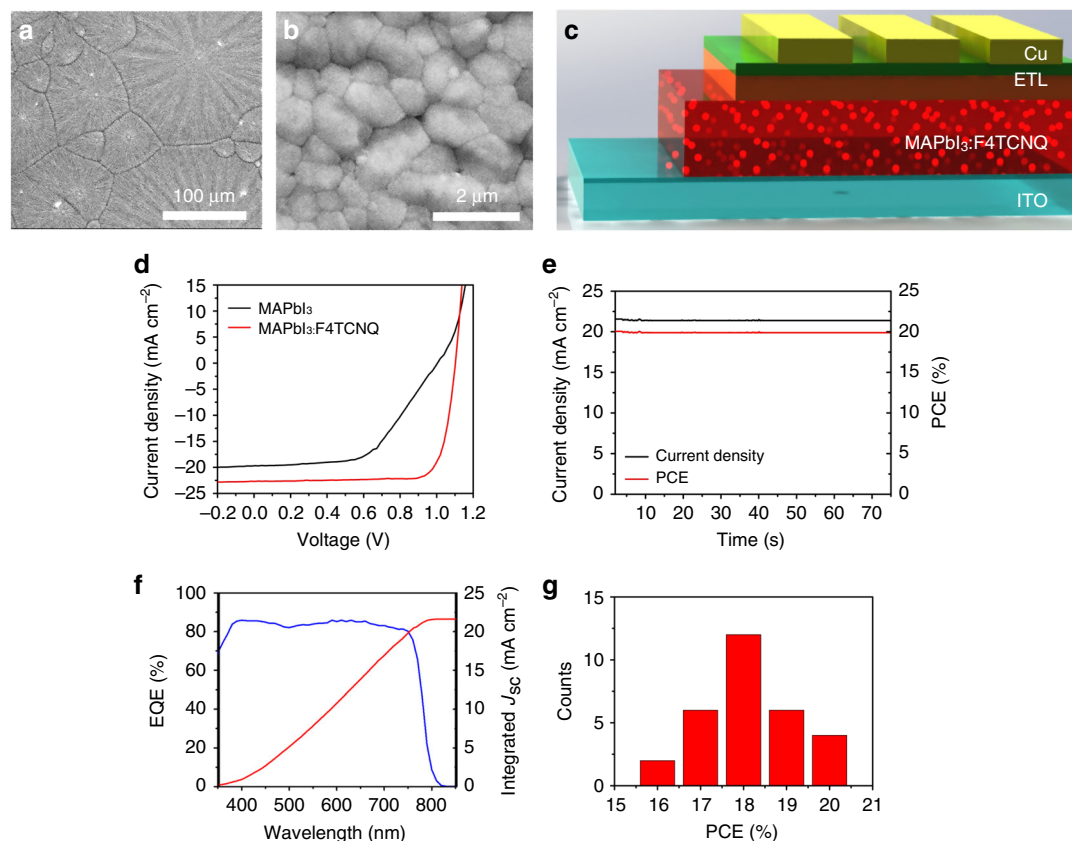 a
b
c
100 μm
2 μm
Cu
ETL
MAPbI₃:F4TCNQ
ITO
d
Current density (mA cm⁻²)
15
10
5
0
–5
–10
–15
–20
–25
MAPbI₃
MAPbI₃:F4TCNQ
–0.2 0.0 0.2 0.4 0.6 0.8 1.0 1.2
Voltage (V)
e
Current density (mA cm⁻²)
25
20
15
10
5
0
Current density
PCE
25
20
15
10
5
0
PCE (%)
10 20 30 40 50 60 70
Time (s)
f
EQE (%)
100
80
60
40
20
0
25
20
15
10
5
0
Integrated J_SC (mA cm⁻²)
400 500 600 700 800
Wavelength (nm)
g
Counts
15
10
5
0
15 16 17 18 19 20 21
PCE (%)